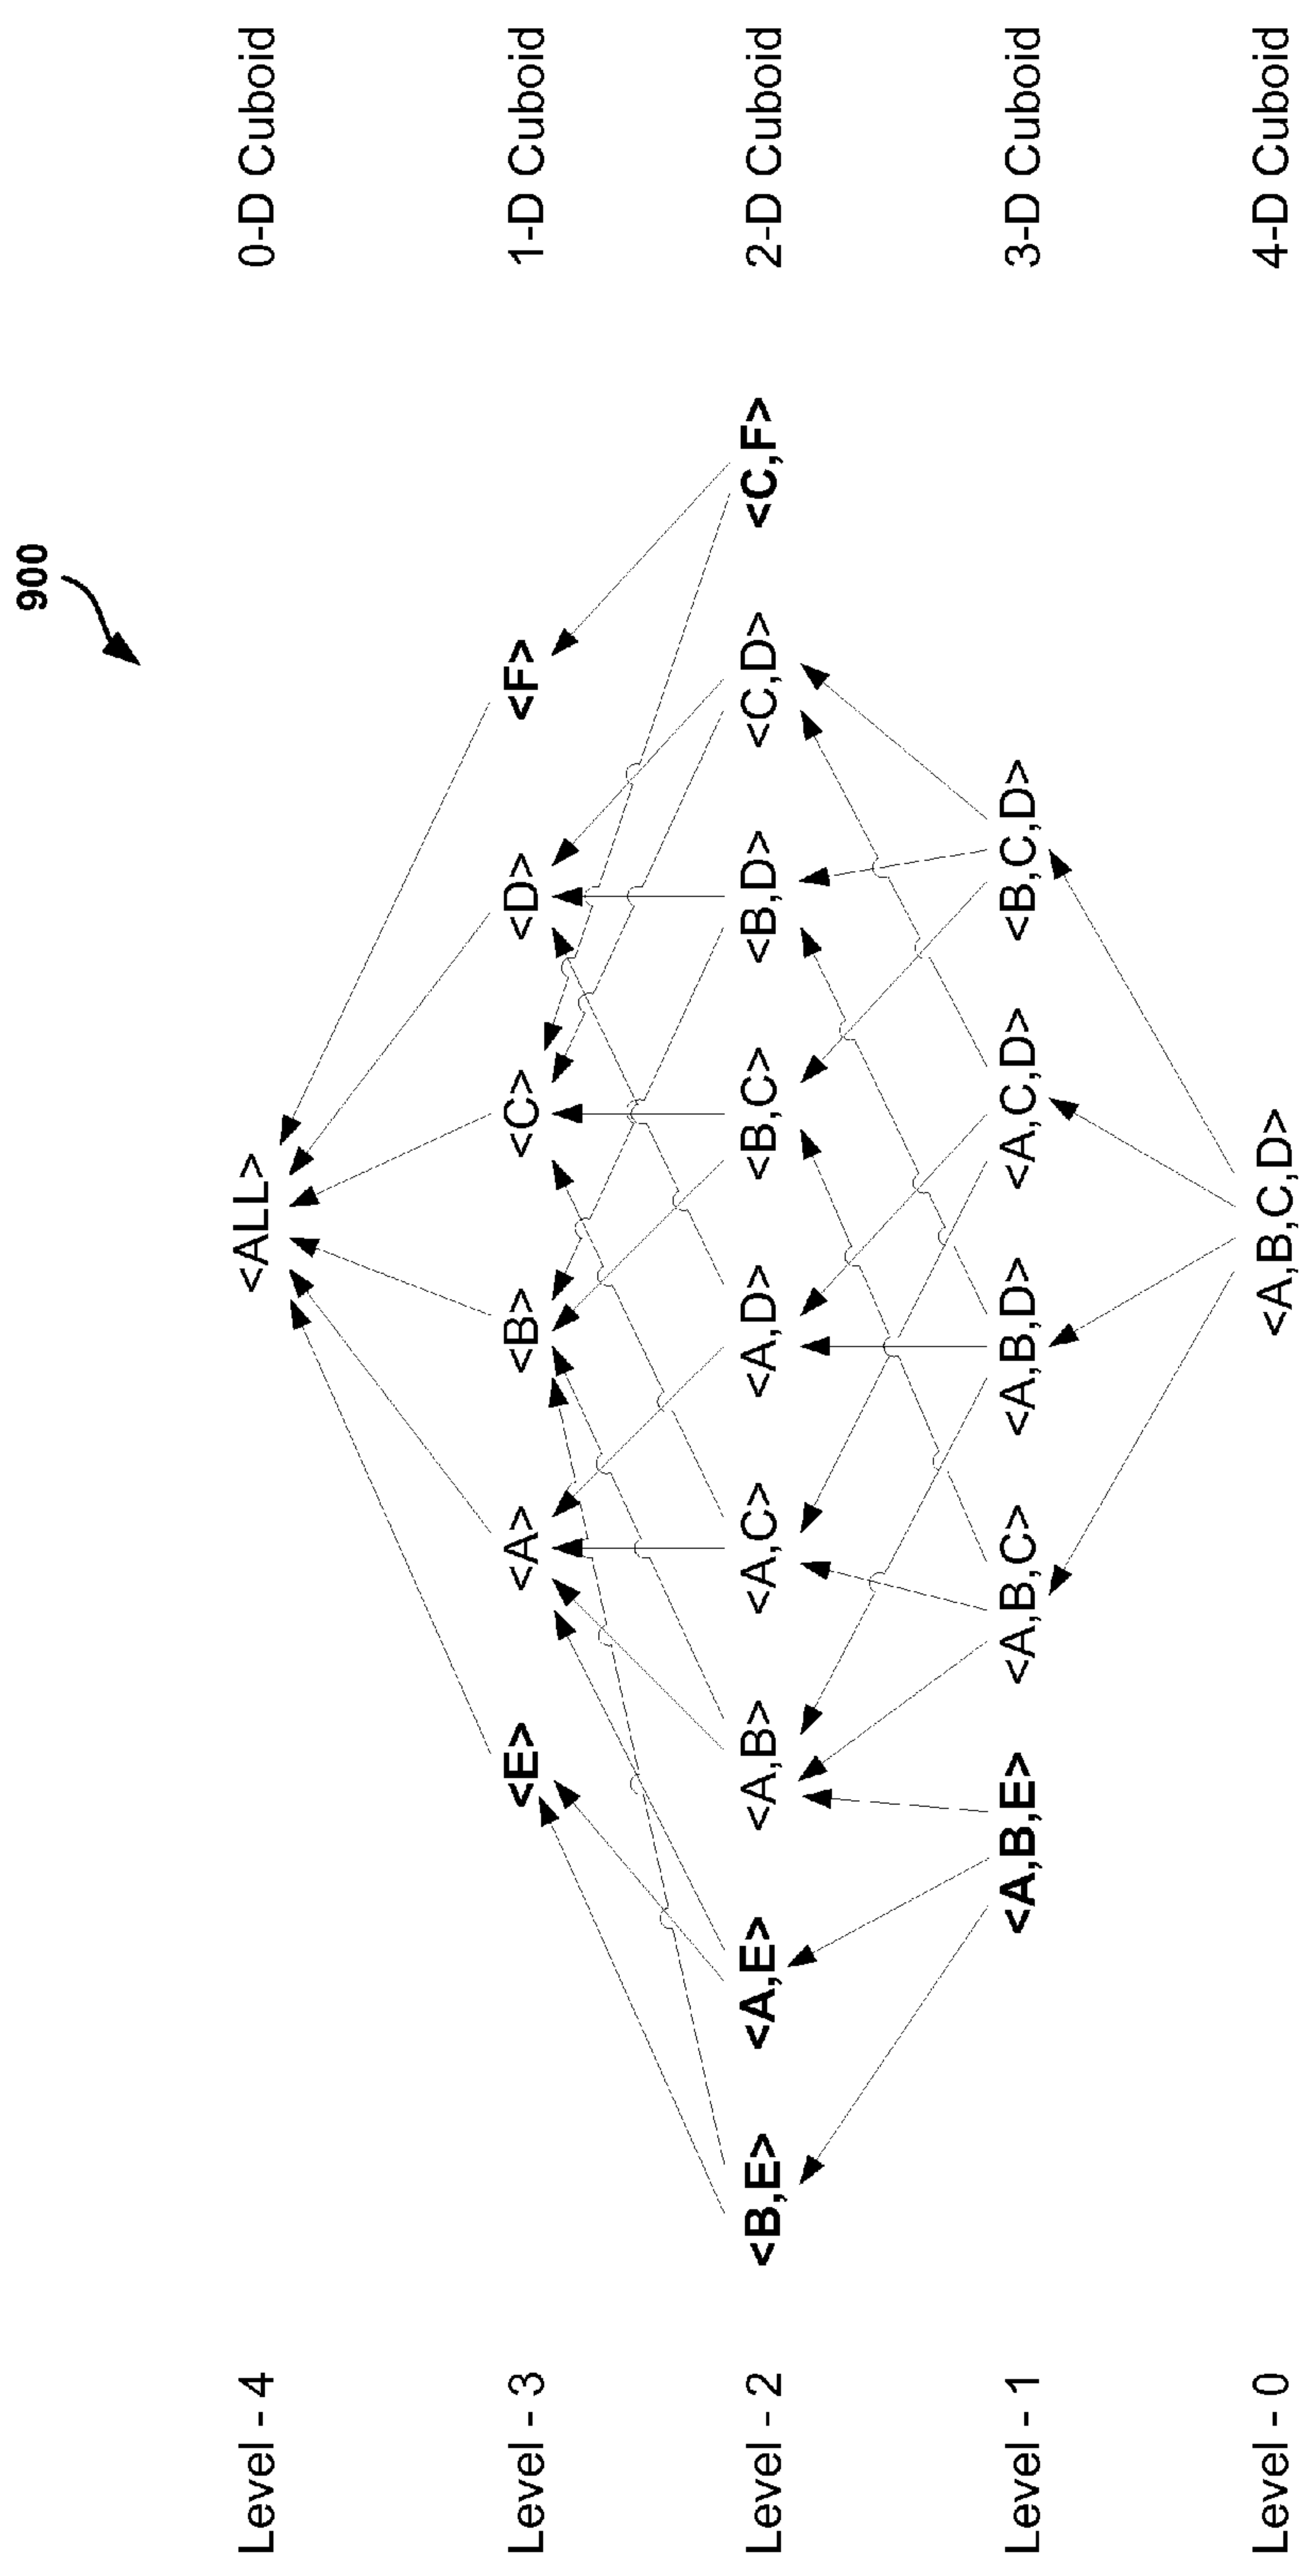 900
Level - 4 <ALL> 0-D Cuboid
Level - 3 <E> <A> <B> <C> <D> <F> 1-D Cuboid
Level - 2 <B,E> <A,E> <A,B> <A,C> <A,D> <B,C> <B,D> <C,D> <C,F> 2-D Cuboid
Level - 1 <A,B,E> <A,B,C> <A,B,D> <A,C,D> <B,C,D> 3-D Cuboid
Level - 0 <A,B,C,D> 4-D Cuboid